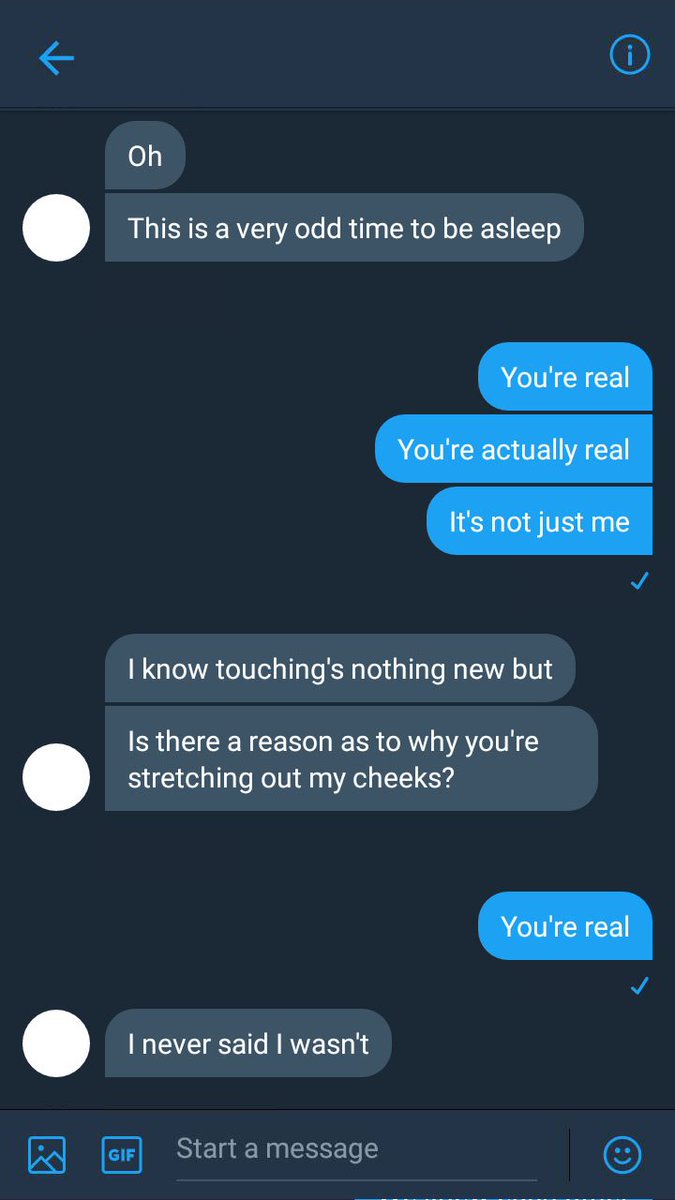 Oh
This is a very odd time to be asleep
You're real
You're actually real
It's not just me
I know touching's nothing new but
Is there a reason as to why you're
stretching out my cheeks?
You're real
I never said I wasn't
GIF
Start a message